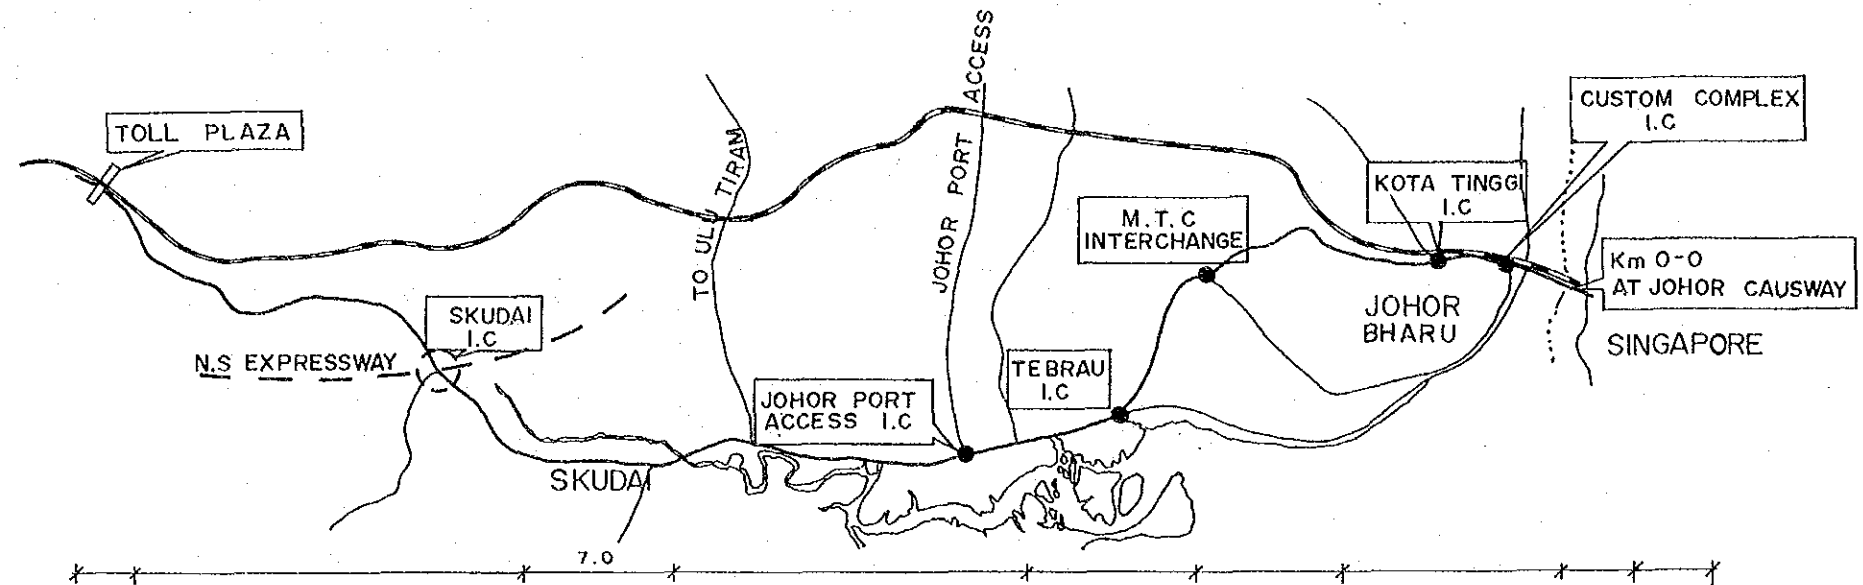 TOLL PLAZA
TO ULU TIRAM
JOHOR PORT ACCESS
CUSTOM COMPLEX
I.C
KOTA TINGGI
I.C
M.T.C
INTERCHANGE
Km 0-0
AT JOHOR CAUSWAY
SKUDAI
I.C
N.S EXPRESSWAY
JOHOR
BHARU
SINGAPORE
TEBRAU
I.C
JOHOR PORT
ACCESS I.C
SKUDAI
7.0